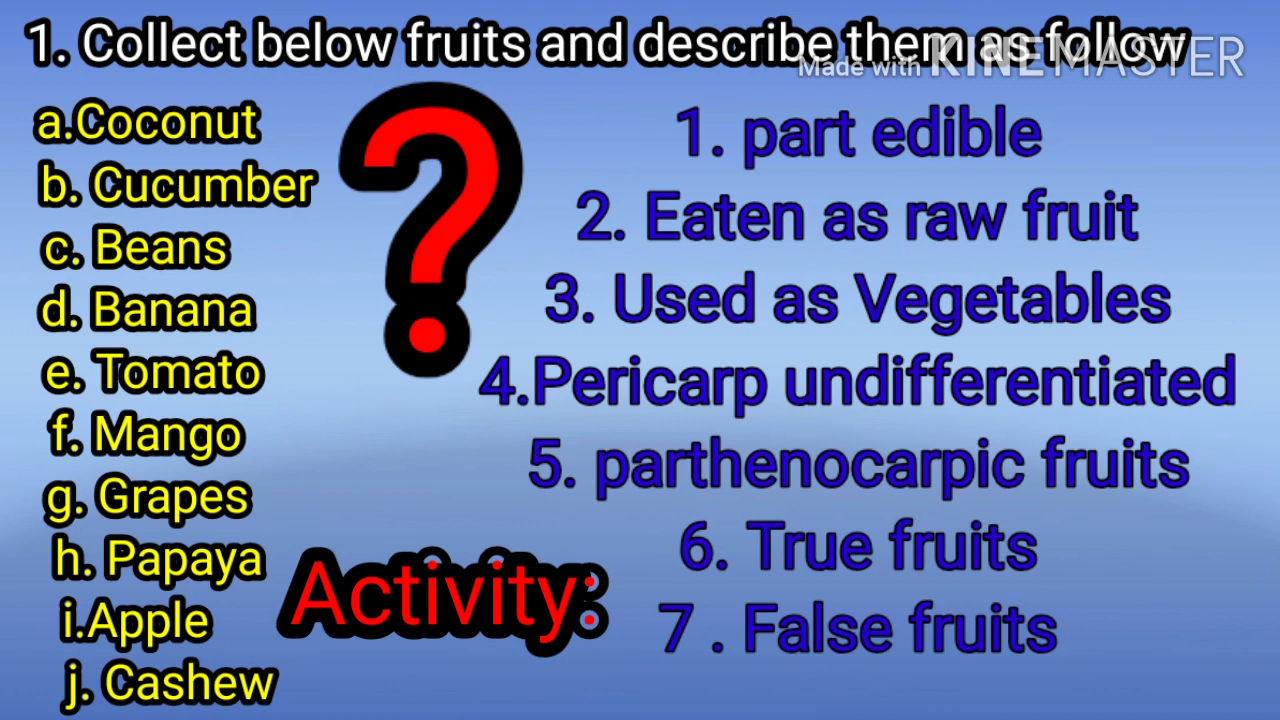 1. Collect below fruits and describe them as follow
Made with KINEMASTER
a.Coconut
b. Cucumber
c. Beans
d. Banana
e. Tomato
f. Mango
g. Grapes
h. Papaya
i.Apple
j. Cashew
?
Activity:
1. part edible
2. Eaten as raw fruit
3. Used as Vegetables
4.Pericarp undifferentiated
5. parthenocarpic fruits
6. True fruits
7 . False fruits